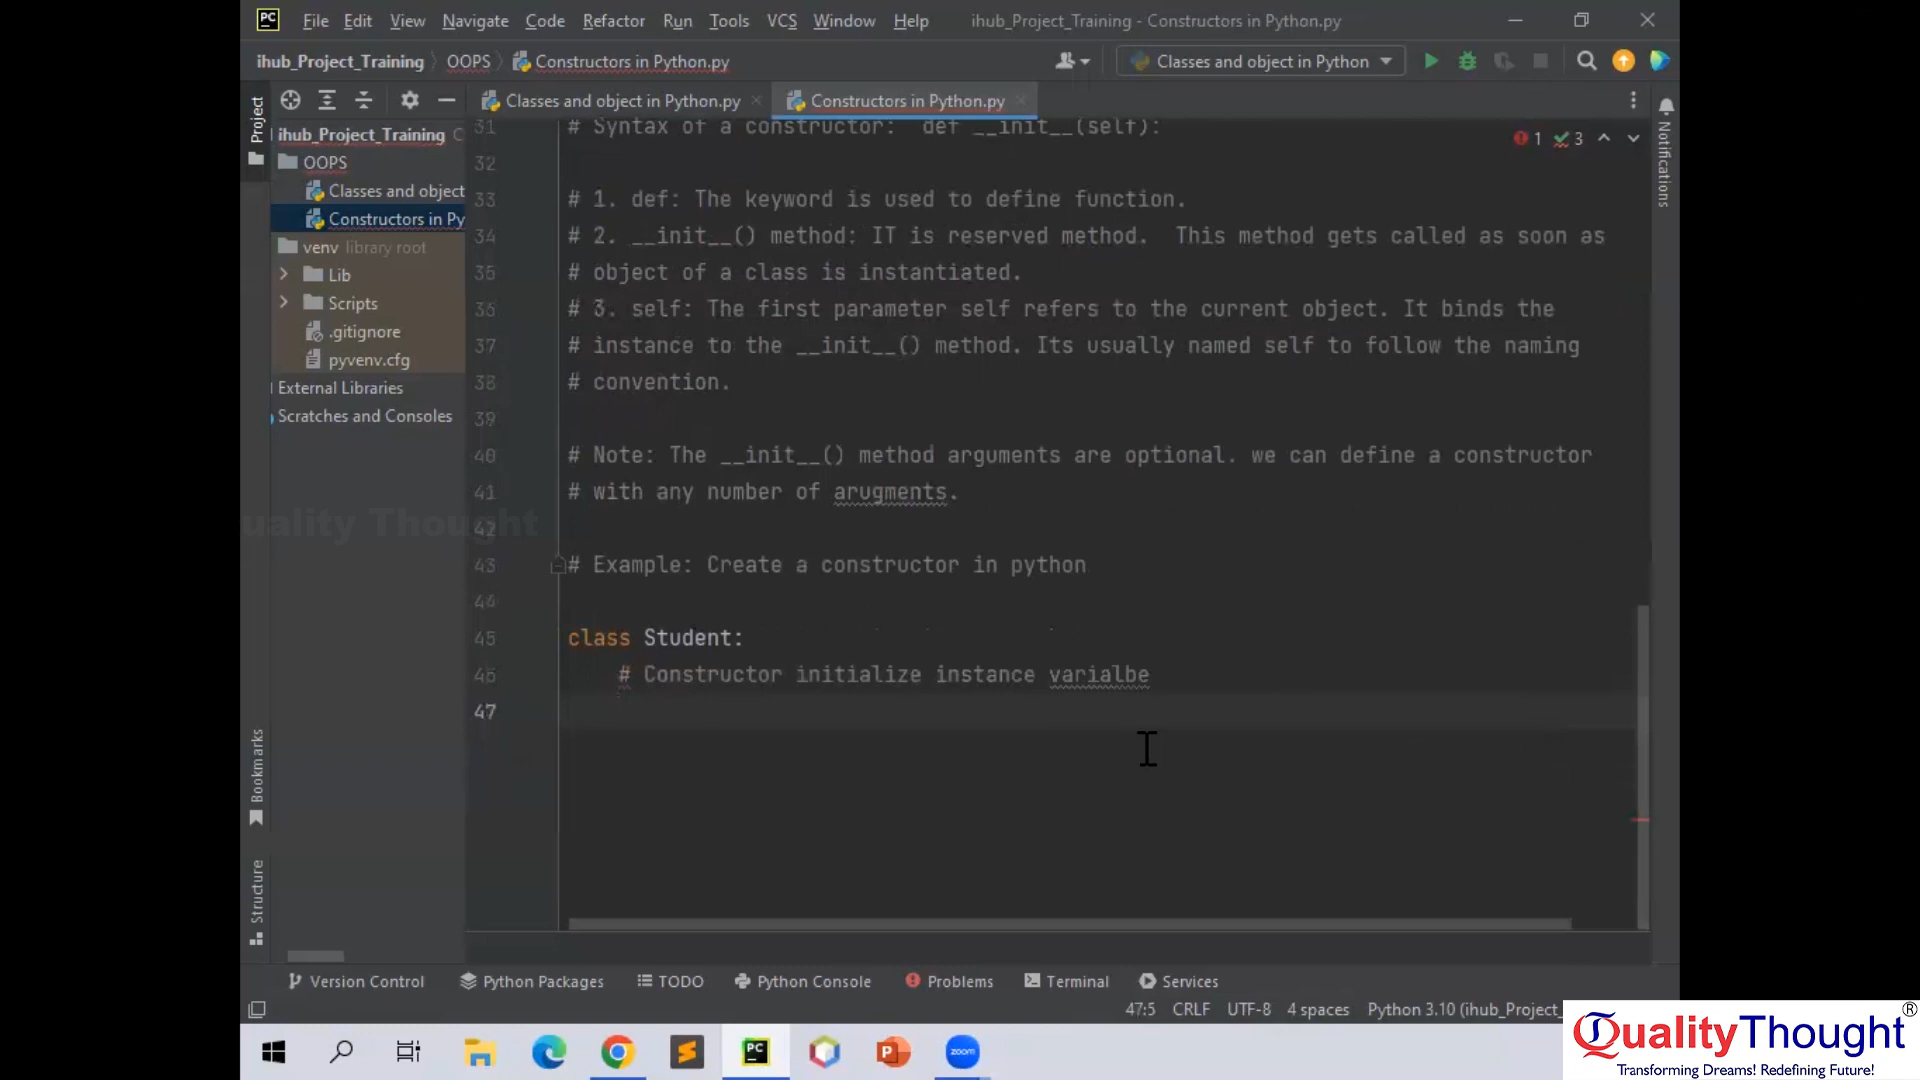 PC File Edit View Navigate Code Refactor Run Tools VCS Window Help ihub_Project_Training - Constructors in Python.py
ihub_Project_Training OOPS Constructors in Python.py Classes and object in Python
Project
Classes and object in Python.py Constructors in Python.py
ihub_Project_Training C
OOPS
Classes and object
Constructors in Py
venv library root
Lib
Scripts
.gitignore
pyvenv.cfg
External Libraries
Scratches and Consoles
1 3
Notifications
31 # Syntax of a constructor: def __init__(self):
32
33 # 1. def: The keyword is used to define function.
34 # 2. __init__() method: IT is reserved method. This method gets called as soon as
35 # object of a class is instantiated.
36 # 3. self: The first parameter self refers to the current object. It binds the
37 # instance to the __init__() method. Its usually named self to follow the naming
38 # convention.
39
40 # Note: The __init__() method arguments are optional. we can define a constructor
41 # with any number of arugments.
42
43 # Example: Create a constructor in python
44
45 class Student:
46 # Constructor initialize instance varialbe
47
uality Thought
Bookmarks
Structure
Version Control Python Packages TODO Python Console Problems Terminal Services
47:5 CRLF UTF-8 4 spaces Python 3.10 (ihub_Project_
PC P zoom
QualityThought®
Transforming Dreams! Redefining Future!